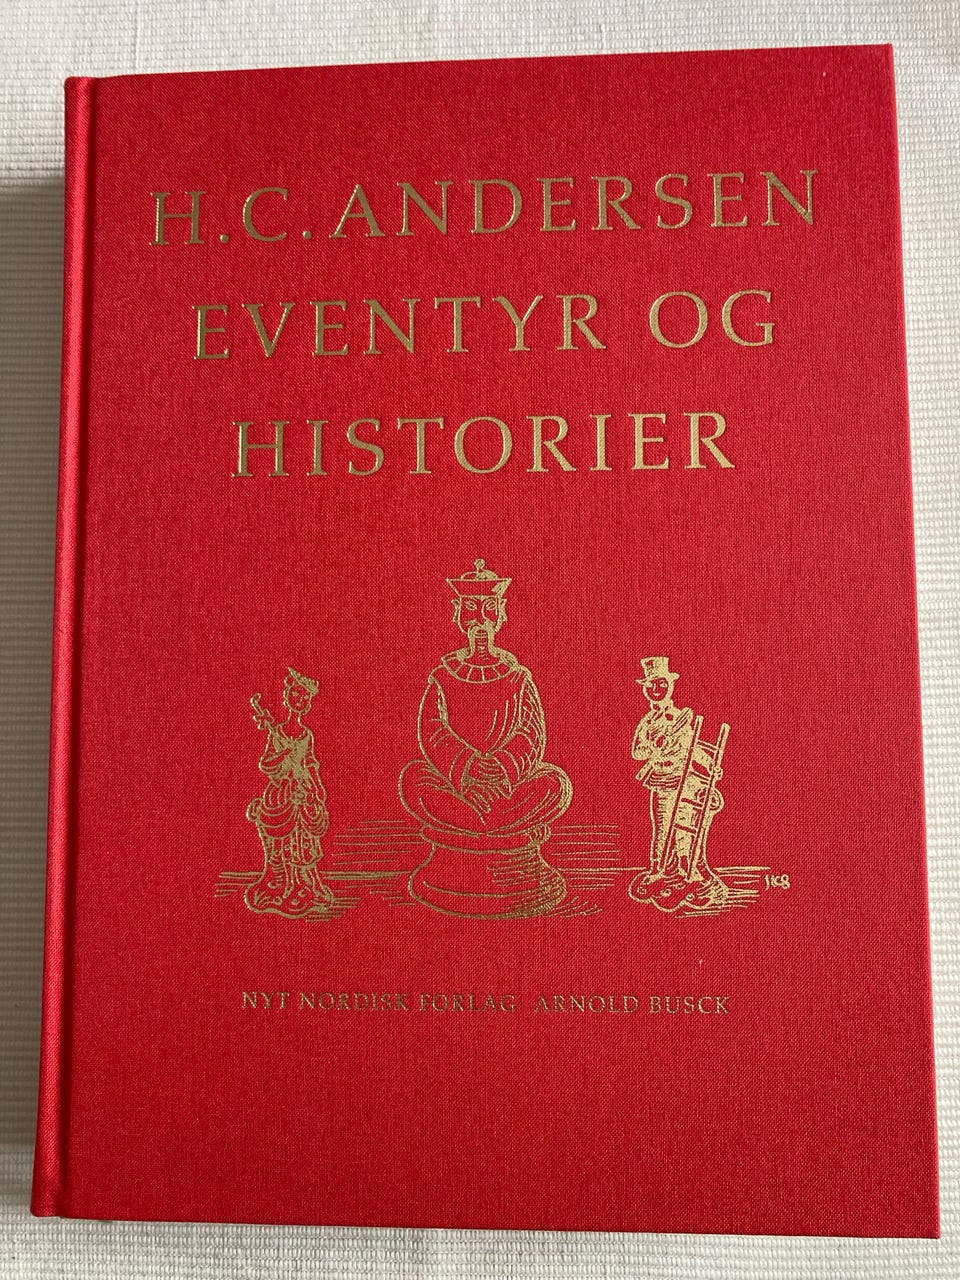 H.C. ANDERSEN
EVENTYR OG
HISTORIER
NYT NORDISK FORLAG ARNOLD BUSCK